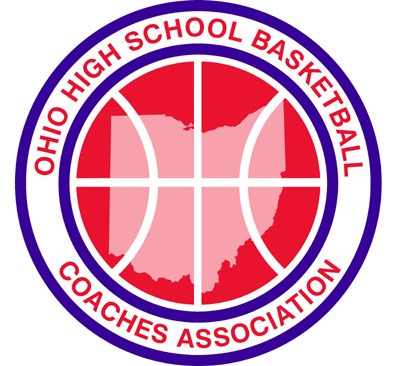 OHIO HIGH SCHOOL BASKETBALL
COACHES ASSOCIATION